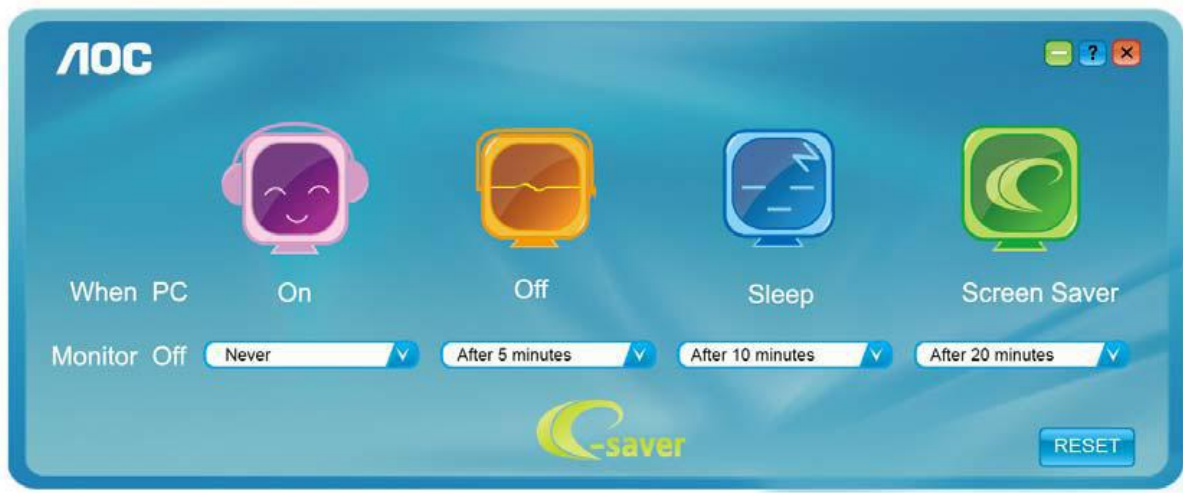 AOC
?
When PC On Off Sleep Screen Saver
Monitor Off Never After 5 minutes After 10 minutes After 20 minutes
e-saver
RESET